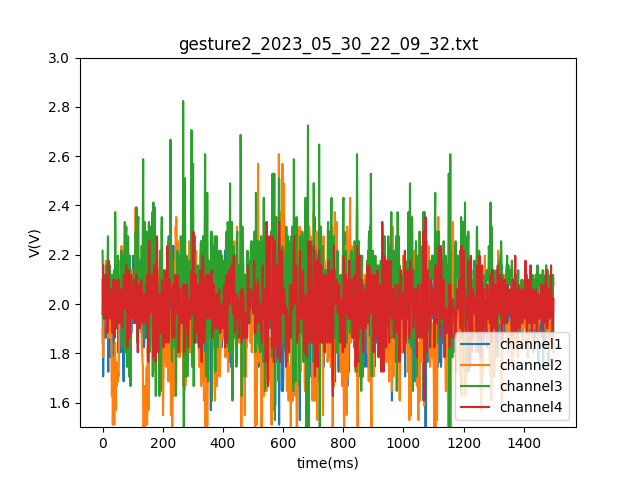 gesture2_2023_05_30_22_09_32.txt
3.0
2.8
2.6
2.4
2.2
2.0
1.8
1.6
V(V)
channel1
channel2
channel3
channel4
0 200 400 600 800 1000 1200 1400
time(ms)